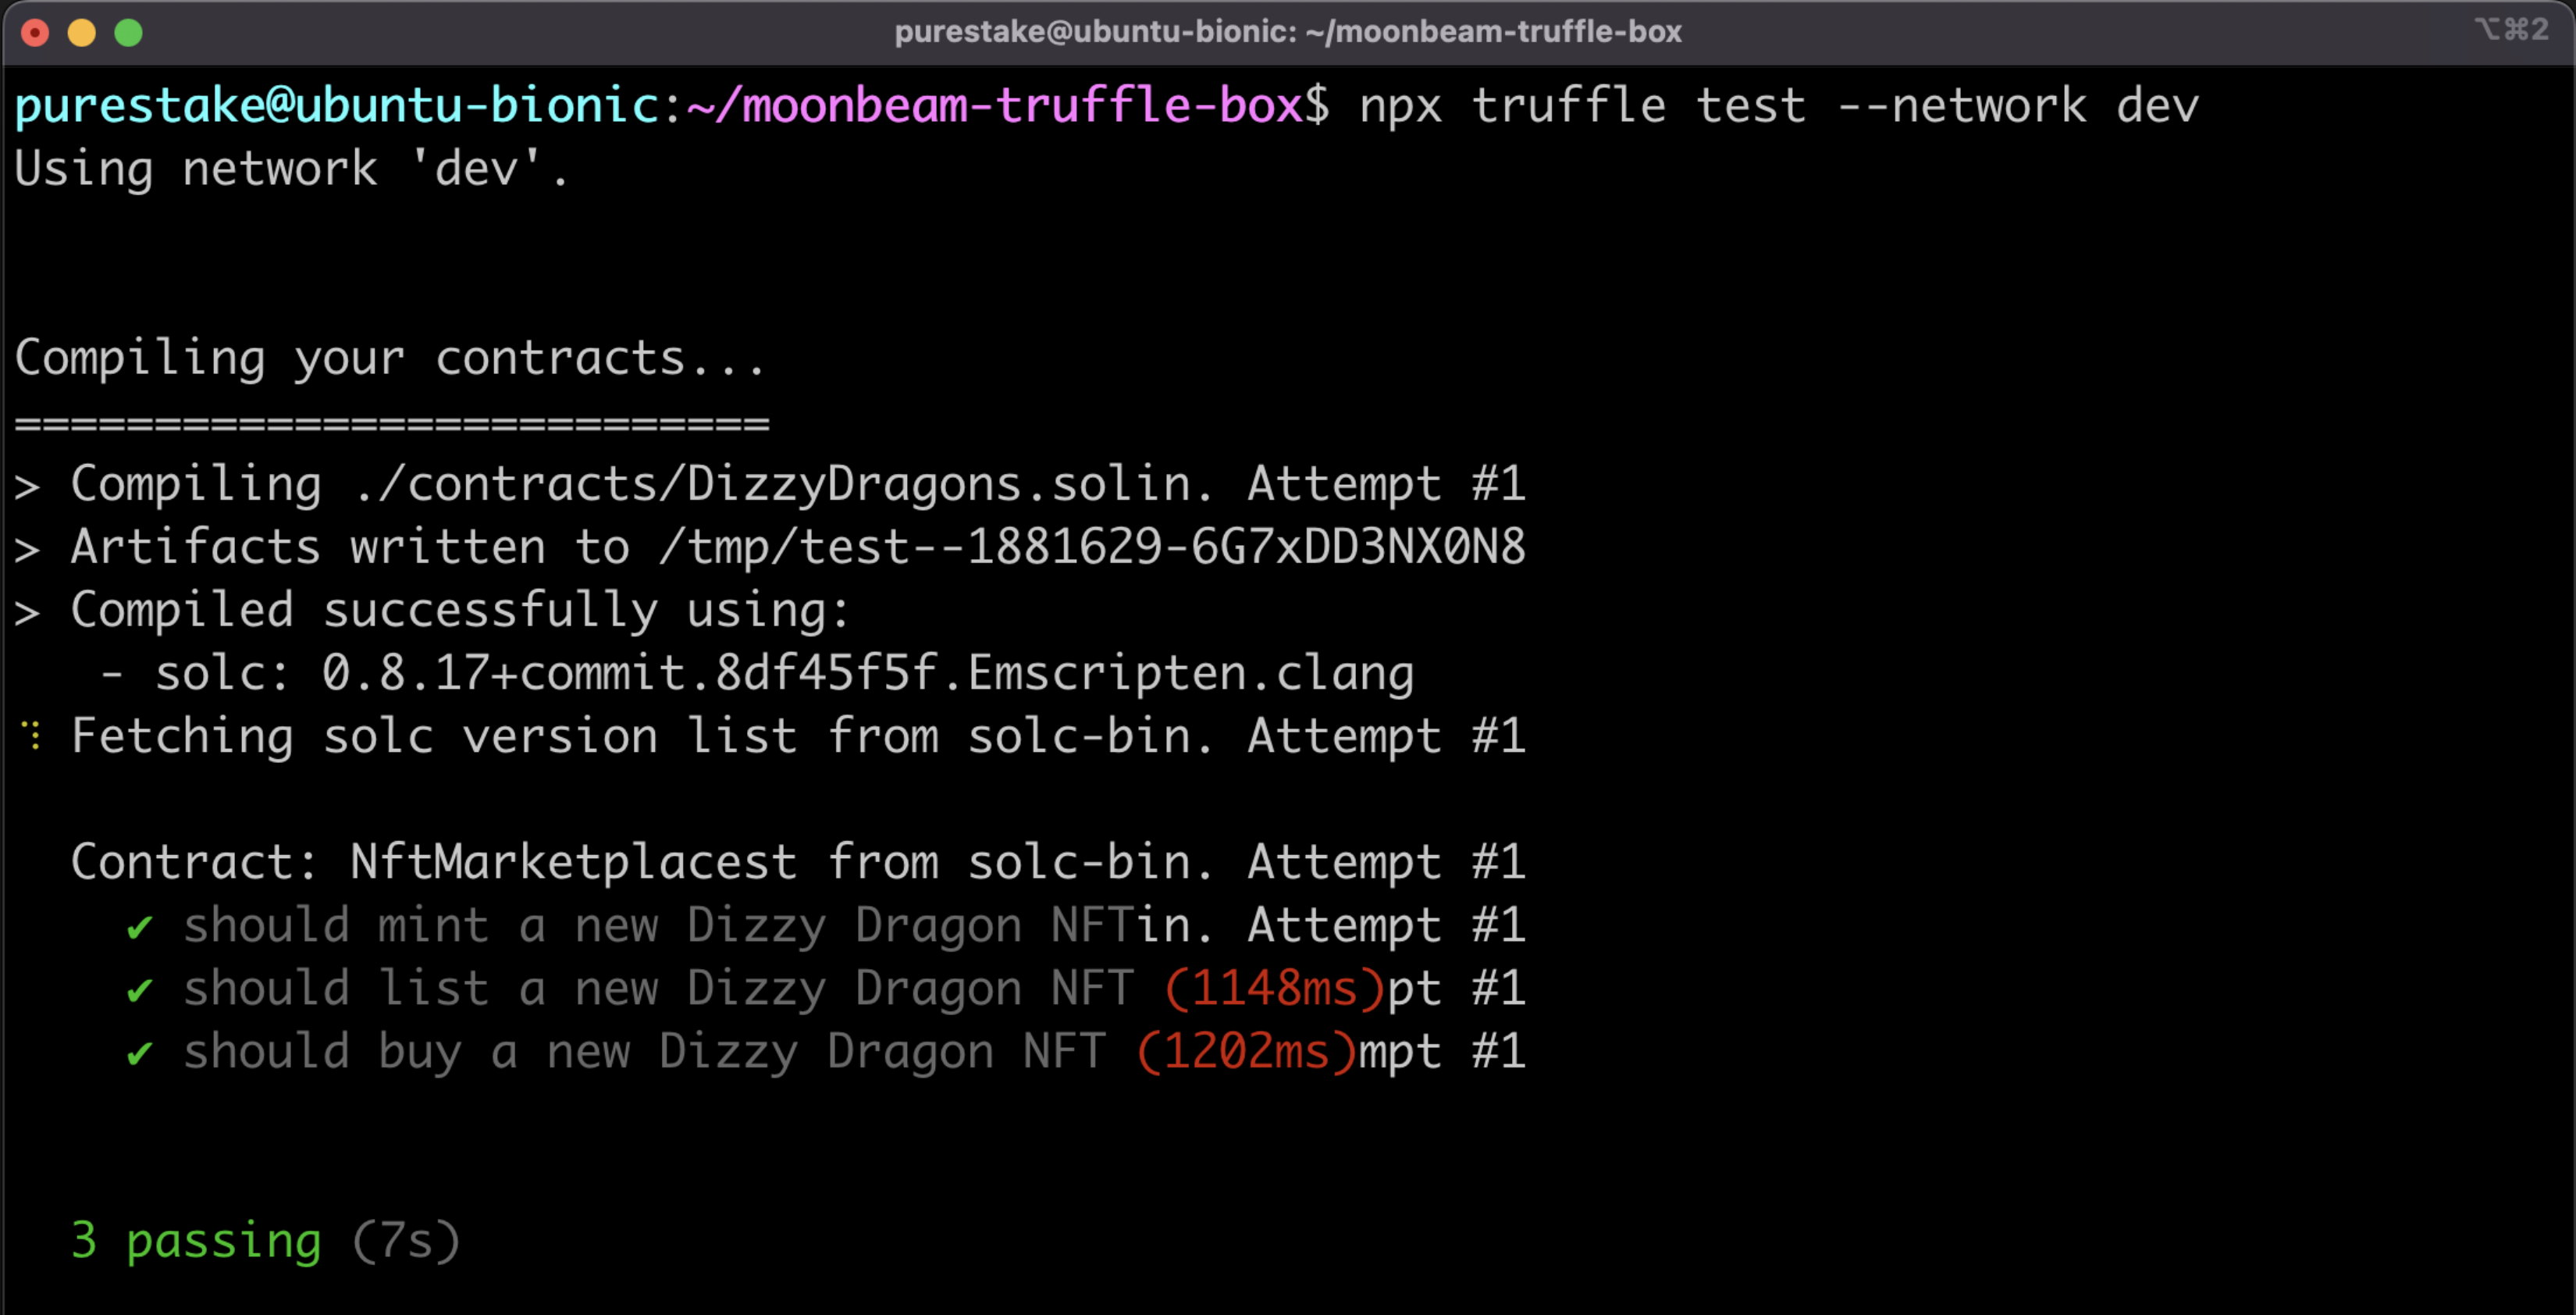 purestake@ubuntu-bionic: ~/moonbeam-truffle-box
⌥⌘2
purestake@ubuntu-bionic:~/moonbeam-truffle-box$ npx truffle test --network dev
Using network 'dev'.
Compiling your contracts...
===========================
> Compiling ./contracts/DizzyDragons.solin. Attempt #1
> Artifacts written to /tmp/test--1881629-6G7xDD3NX0N8
> Compiled successfully using:
   - solc: 0.8.17+commit.8df45f5f.Emscripten.clang
⠹ Fetching solc version list from solc-bin. Attempt #1
  Contract: NftMarketplacest from solc-bin. Attempt #1
    ✔ should mint a new Dizzy Dragon NFTin. Attempt #1
    ✔ should list a new Dizzy Dragon NFT (1148ms)pt #1
    ✔ should buy a new Dizzy Dragon NFT (1202ms)mpt #1
  3 passing (7s)